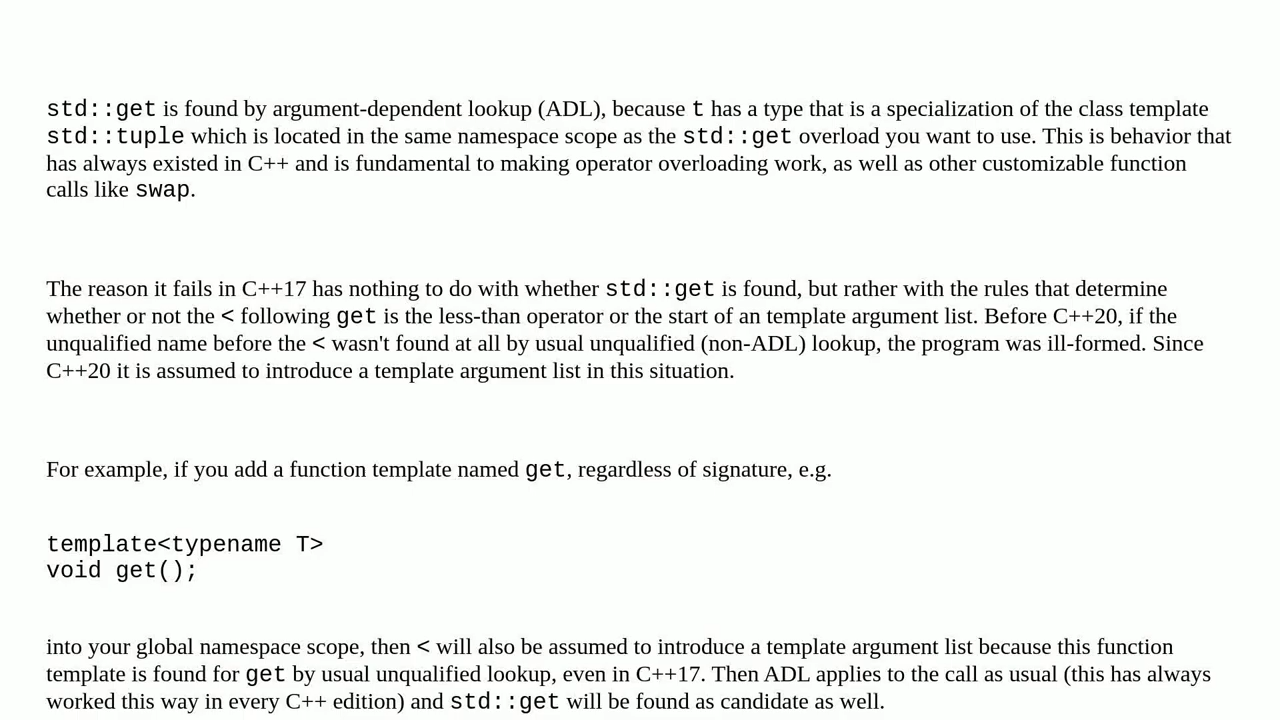 std::get is found by argument-dependent lookup (ADL), because t has a type that is a specialization of the class template
std::tuple which is located in the same namespace scope as the std::get overload you want to use. This is behavior that
has always existed in C++ and is fundamental to making operator overloading work, as well as other customizable function
calls like swap.
The reason it fails in C++17 has nothing to do with whether std::get is found, but rather with the rules that determine
whether or not the < following get is the less-than operator or the start of an template argument list. Before C++20, if the
unqualified name before the < wasn't found at all by usual unqualified (non-ADL) lookup, the program was ill-formed. Since
C++20 it is assumed to introduce a template argument list in this situation.
For example, if you add a function template named get, regardless of signature, e.g.
template<typename T>
void get();
into your global namespace scope, then < will also be assumed to introduce a template argument list because this function
template is found for get by usual unqualified lookup, even in C++17. Then ADL applies to the call as usual (this has always
worked this way in every C++ edition) and std::get will be found as candidate as well.